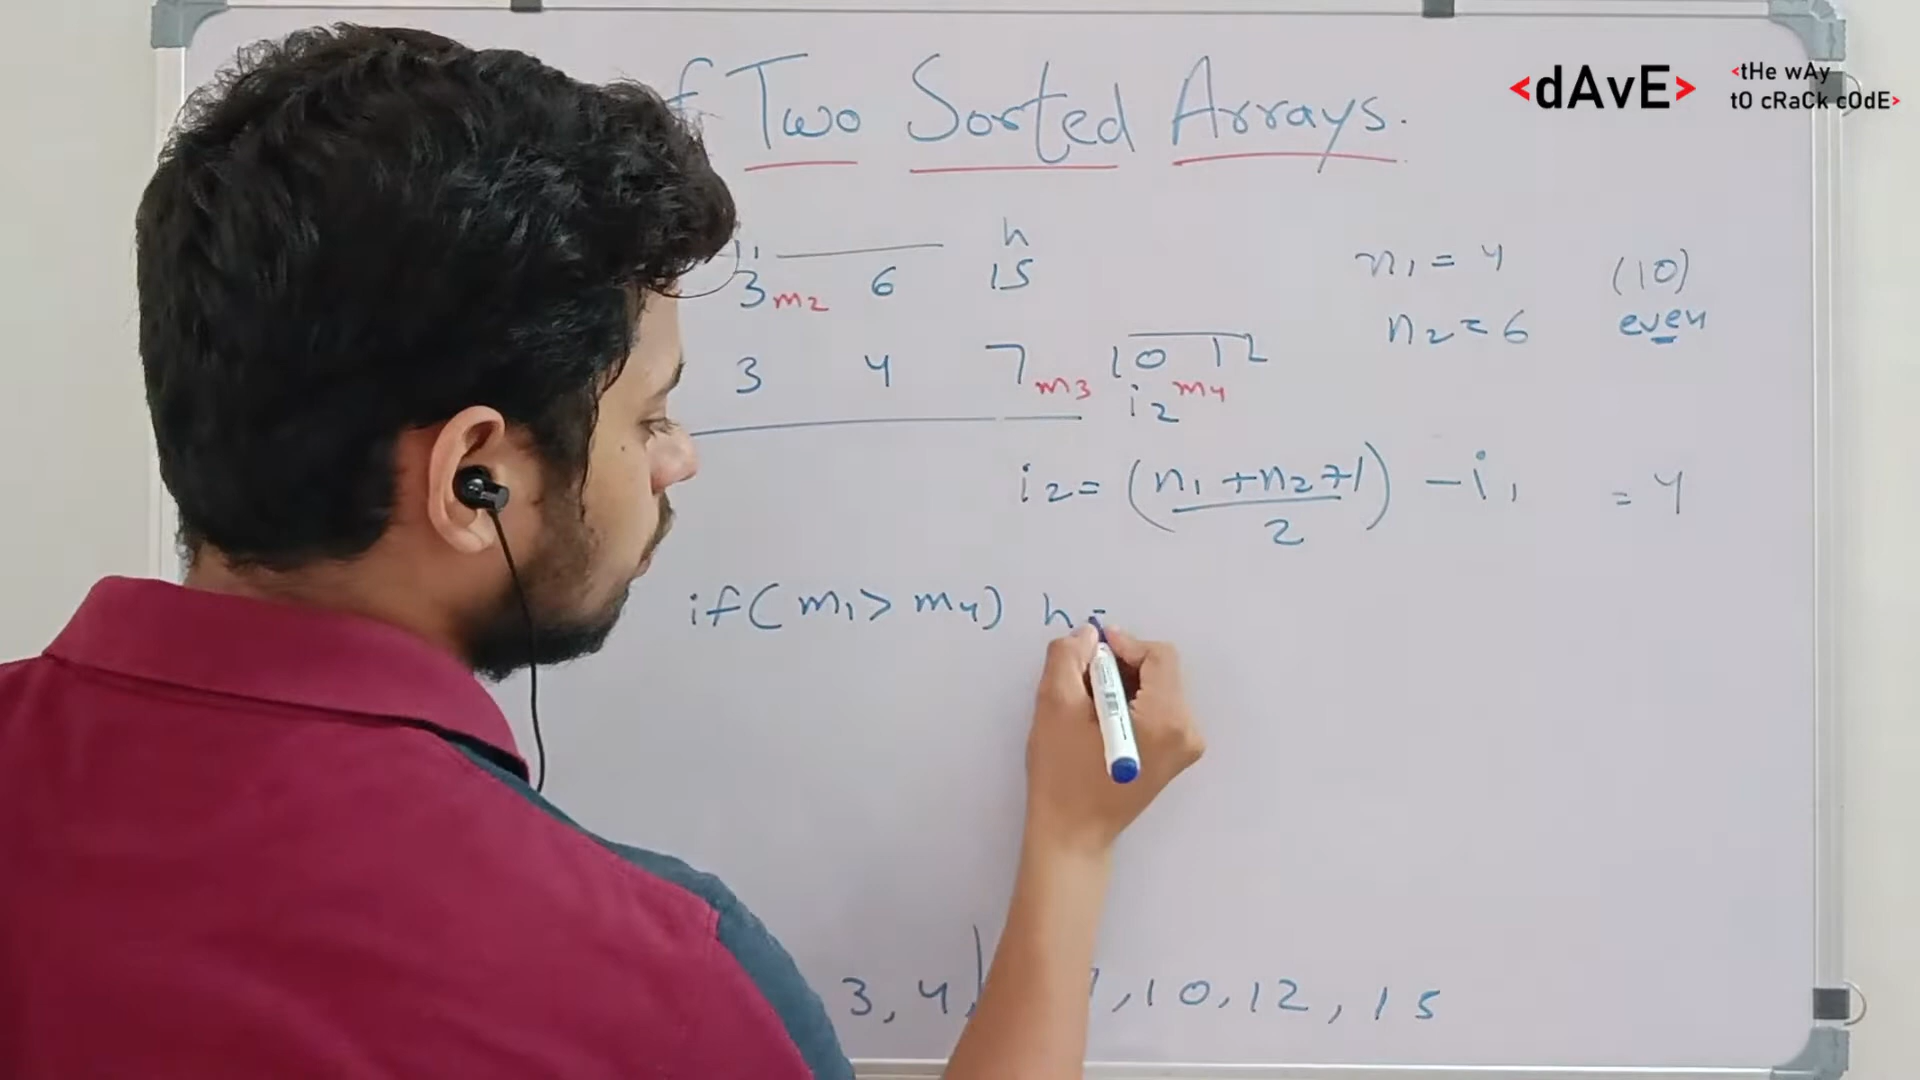 <dAvE> <tHe wAy
tO cRaCk cOdE>
f Two Sorted Arrays.
h
3 m2 6 15
n1 = 4 (10)
n2 = 6 even
3 4 7 m3 10 12
i2 m4
i2 = (n1 + n2 + 1 / 2) - i1 = 4
if(m1 > m4) h =
3, 4, , 10, 12, 15